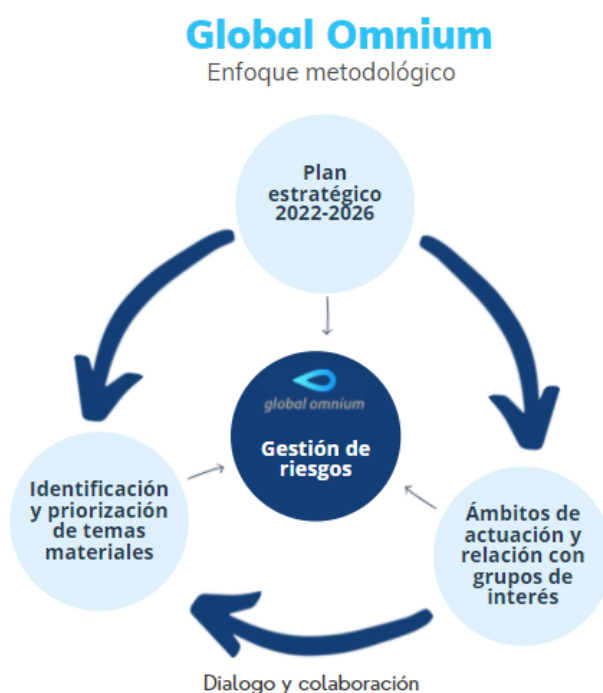 Global Omnium
Enfoque metodológico
Plan
estratégico
2022-2026
global omnium
Gestión de
riesgos
Identificación
y priorización
de temas
materiales
Ámbitos de
actuación y
relación con
grupos de
interés
Dialogo y colaboración